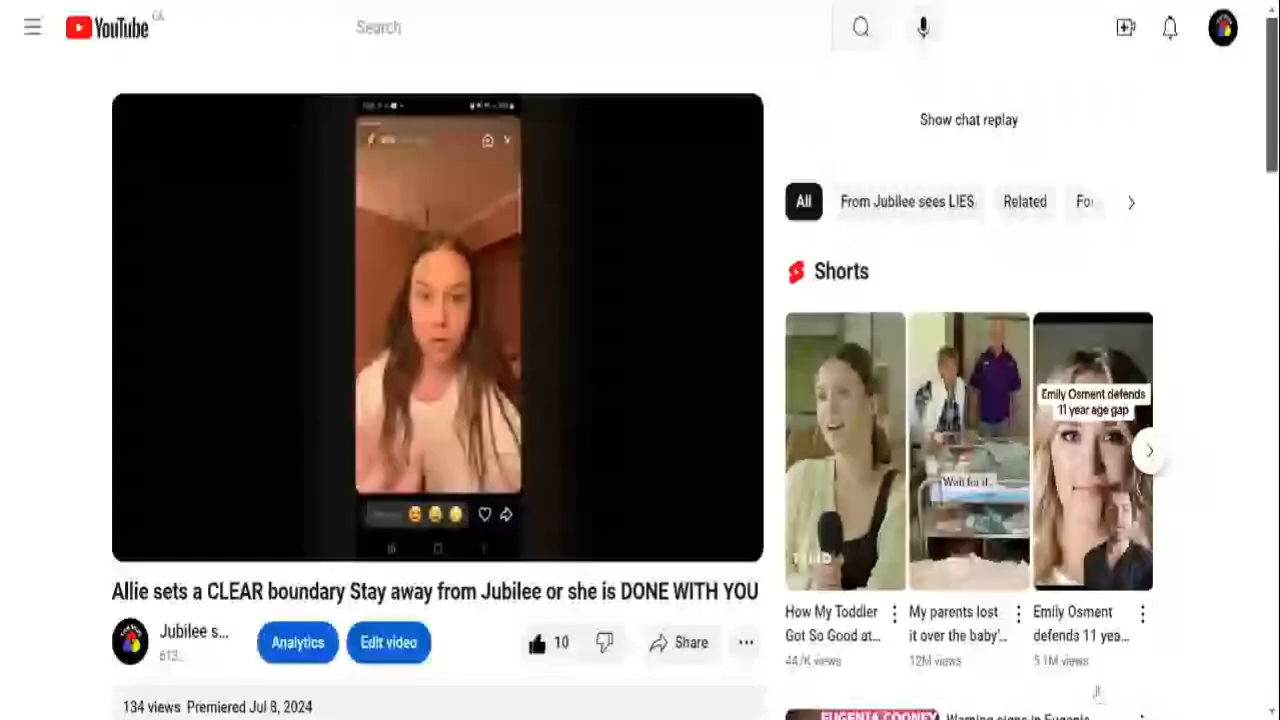 YouTube
CA
Search
Show chat replay
All
From Jubilee sees LIES
Related
Fo
Shorts
Emily Osment defends
11 year age gap
Wait for it..
Allie sets a CLEAR boundary Stay away from Jubilee or she is DONE WITH YOU
How My Toddler
Got So Good at...
My parents lost
it over the baby'...
Emily Osment
defends 11 yea...
447K views
12M views
5.1M views
Jubilee s...
613...
Analytics
Edit video
10
Share
134 views Premiered Jul 8, 2024
EUGENIA COONEY
Warning signs in Eugenia